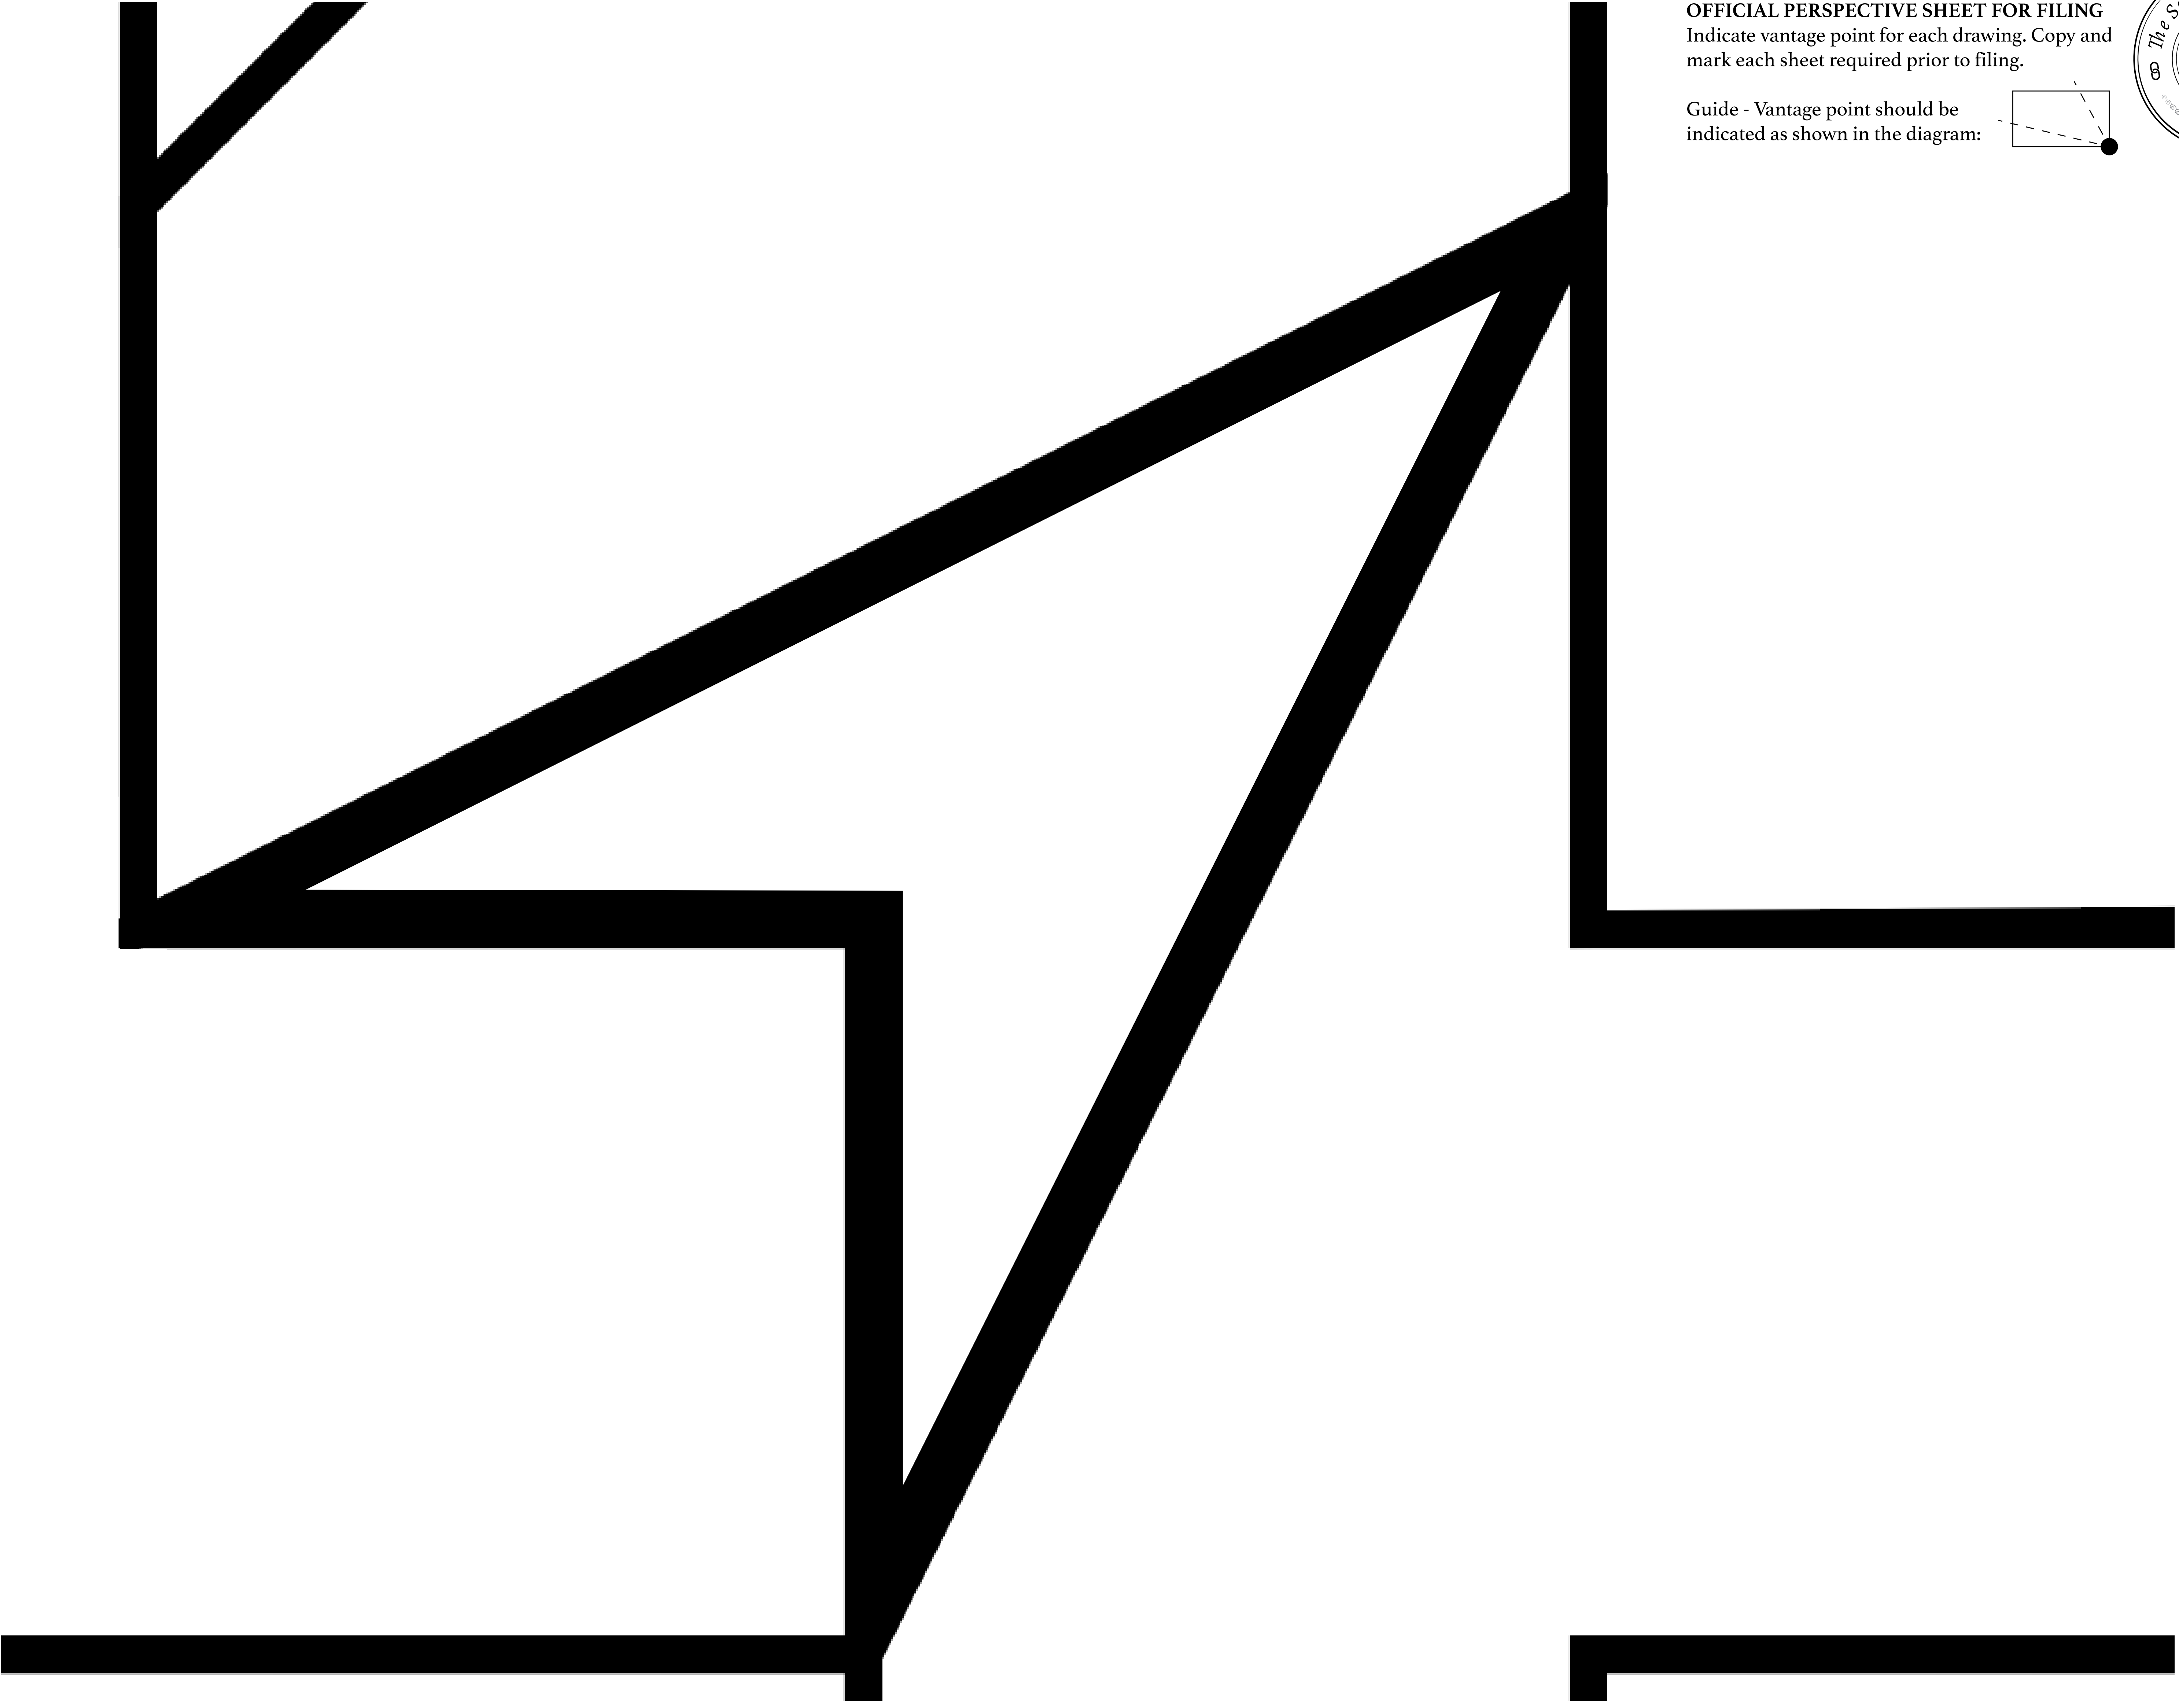 OFFICIAL PERSPECTIVE SHEET FOR FILING
Indicate vantage point for each drawing. Copy and
mark each sheet required prior to filing.
Guide - Vantage point should be
indicated as shown in the diagram:
The